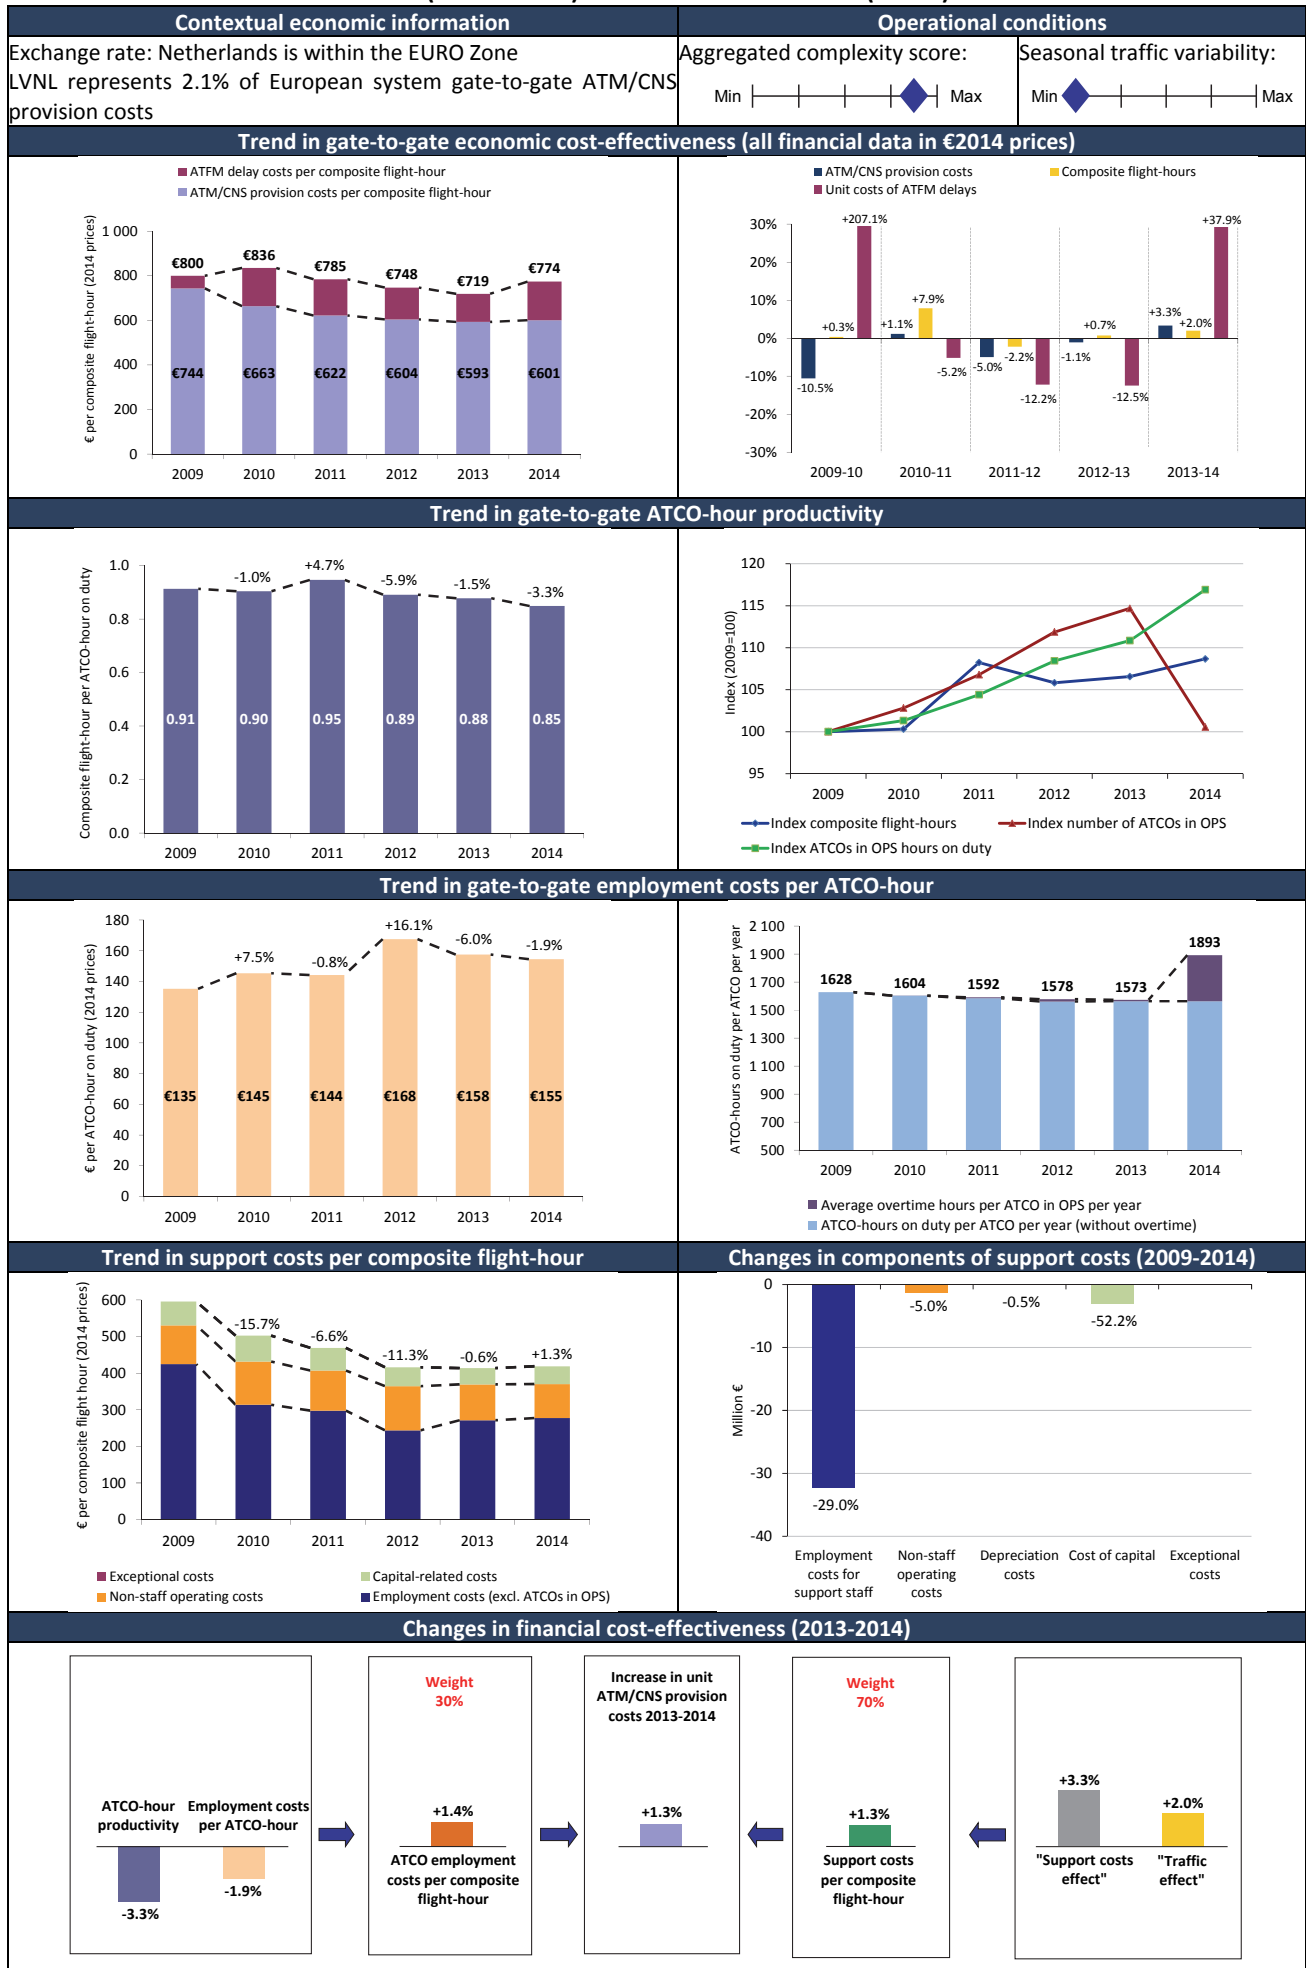 Contextual economic information
Operational conditions
Exchange rate: Netherlands is within the EURO Zone
LVNL represents 2.1% of European system gate-to-gate ATM/CNS
provision costs
Aggregated complexity score:
Min
Max
Seasonal traffic variability:
Min
Max
Trend in gate-to-gate economic cost-effectiveness (all financial data in €2014 prices)
ATFM delay costs per composite flight-hour
ATM/CNS provision costs per composite flight-hour
€ per composite flight-hour (2014 prices)
1 000
800
600
400
200
0
€800
€836
€785
€748
€719
€774
€744
€663
€622
€604
€593
€601
2009
2010
2011
2012
2013
2014
ATM/CNS provision costs
Composite flight-hours
Unit costs of ATFM delays
30%
20%
10%
0%
-10%
-20%
-30%
-10.5%
+0.3%
+207.1%
+1.1%
+7.9%
-5.2%
-5.0%
-2.2%
-12.2%
-1.1%
+0.7%
-12.5%
+3.3%
+2.0%
+37.9%
2009-10
2010-11
2011-12
2012-13
2013-14
Trend in gate-to-gate ATCO-hour productivity
Composite flight-hour per ATCO-hour on duty
1.0
0.8
0.6
0.4
0.2
0.0
-1.0%
+4.7%
-5.9%
-1.5%
-3.3%
0.91
0.90
0.95
0.89
0.88
0.85
2009
2010
2011
2012
2013
2014
Index (2009=100)
120
115
110
105
100
95
2009
2010
2011
2012
2013
2014
Index composite flight-hours
Index number of ATCOs in OPS
Index ATCOs in OPS hours on duty
Trend in gate-to-gate employment costs per ATCO-hour
€ per ATCO-hour on duty (2014 prices)
180
160
140
120
100
80
60
40
20
0
+7.5%
-0.8%
+16.1%
-6.0%
-1.9%
€135
€145
€144
€168
€158
€155
2009
2010
2011
2012
2013
2014
ATCO-hours on duty per ATCO per year
2 100
1 900
1 700
1 500
1 300
1 100
900
700
500
1628
1604
1592
1578
1573
1893
2009
2010
2011
2012
2013
2014
Average overtime hours per ATCO in OPS per year
ATCO-hours on duty per ATCO per year (without overtime)
Trend in support costs per composite flight-hour
Changes in components of support costs (2009-2014)
€ per composite flight hour (2014 prices)
600
500
400
300
200
100
0
-15.7%
-6.6%
-11.3%
-0.6%
+1.3%
2009
2010
2011
2012
2013
2014
Exceptional costs
Capital-related costs
Non-staff operating costs
Employment costs (excl. ATCOs in OPS)
Million €
0
-10
-20
-30
-40
-29.0%
-5.0%
-0.5%
-52.2%
Employment
costs for
support staff
Non-staff
operating
costs
Depreciation
costs
Cost of capital
Exceptional
costs
Changes in financial cost-effectiveness (2013-2014)
ATCO-hour
productivity
Employment costs
per ATCO-hour
-3.3%
-1.9%
Weight
30%
+1.4%
ATCO employment
costs per composite
flight-hour
Increase in unit
ATM/CNS provision
costs 2013-2014
+1.3%
Weight
70%
+1.3%
Support costs
per composite
flight-hour
+3.3%
+2.0%
"Support costs
effect"
"Traffic
effect"